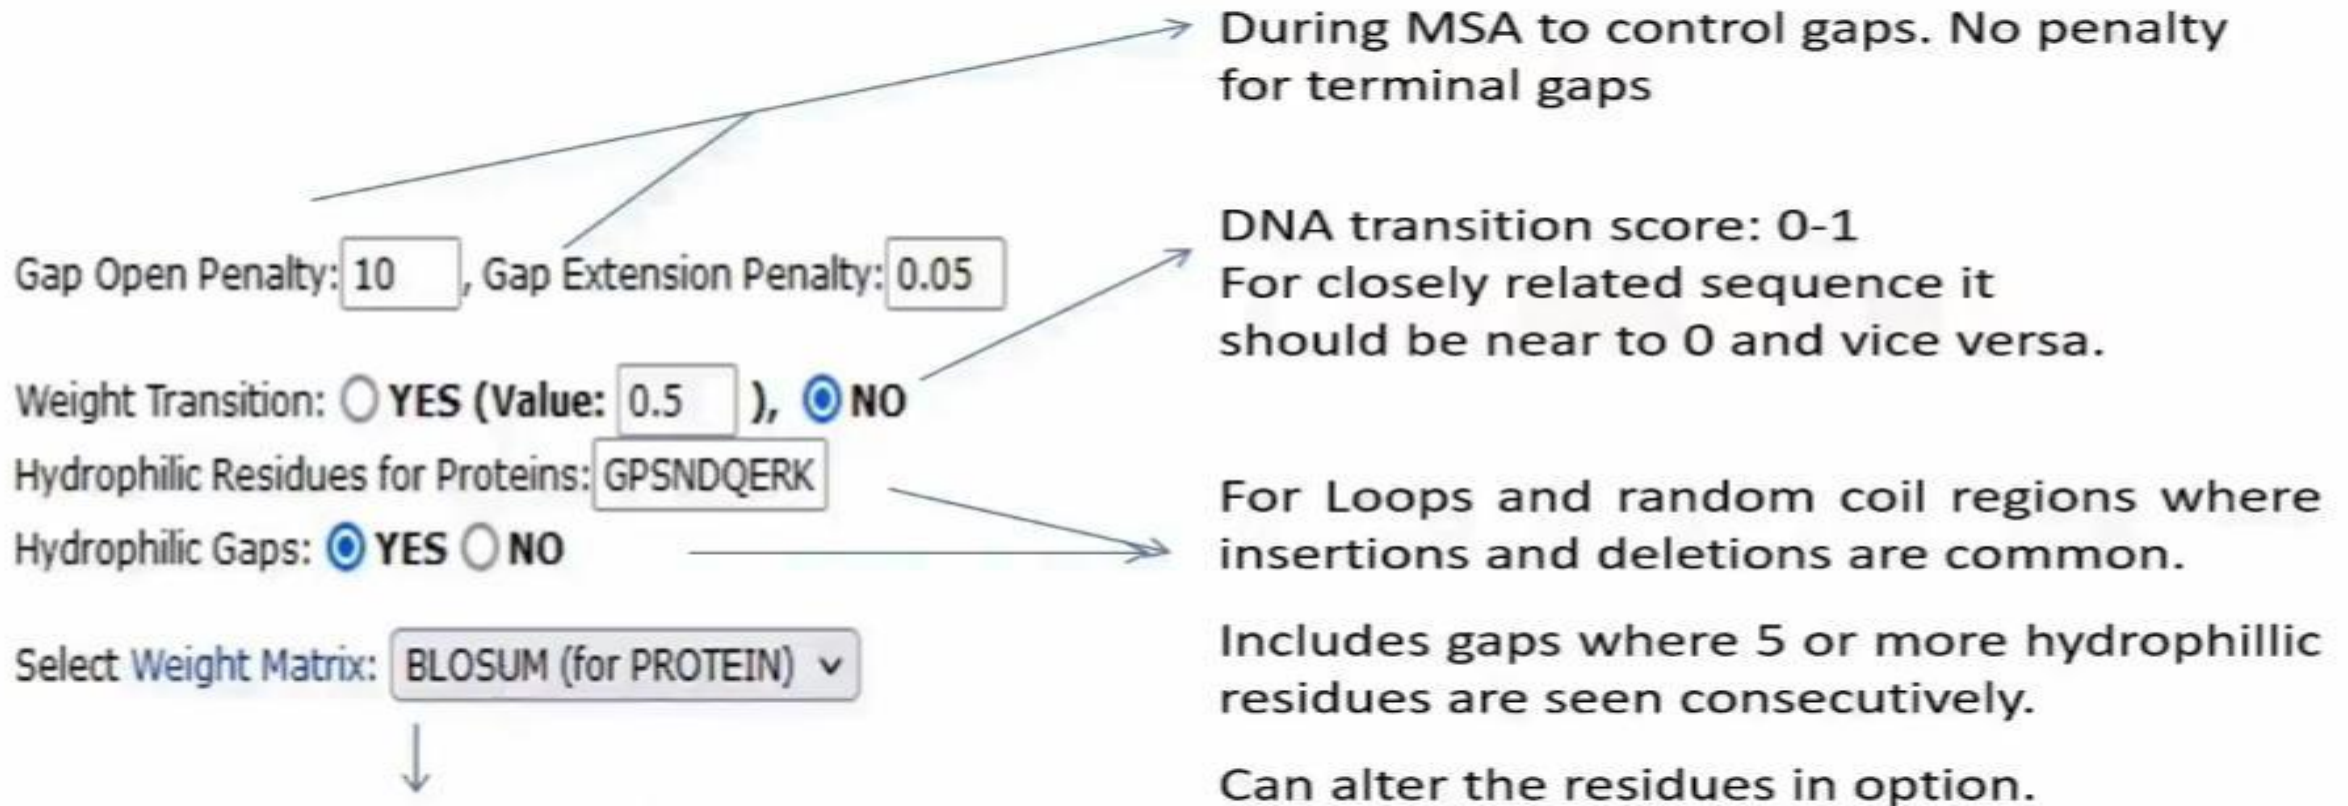 During MSA to control gaps. No penalty
for terminal gaps
Gap Open Penalty: 10 , Gap Extension Penalty: 0.05
DNA transition score: 0-1
For closely related sequence it
should be near to 0 and vice versa.
Weight Transition: YES (Value: 0.5 ), NO
Hydrophilic Residues for Proteins: GPSNDQERK
Hydrophilic Gaps: YES NO
For Loops and random coil regions where
insertions and deletions are common.
Select Weight Matrix: BLOSUM (for PROTEIN)
Includes gaps where 5 or more hydrophillic
residues are seen consecutively.
Can alter the residues in option.